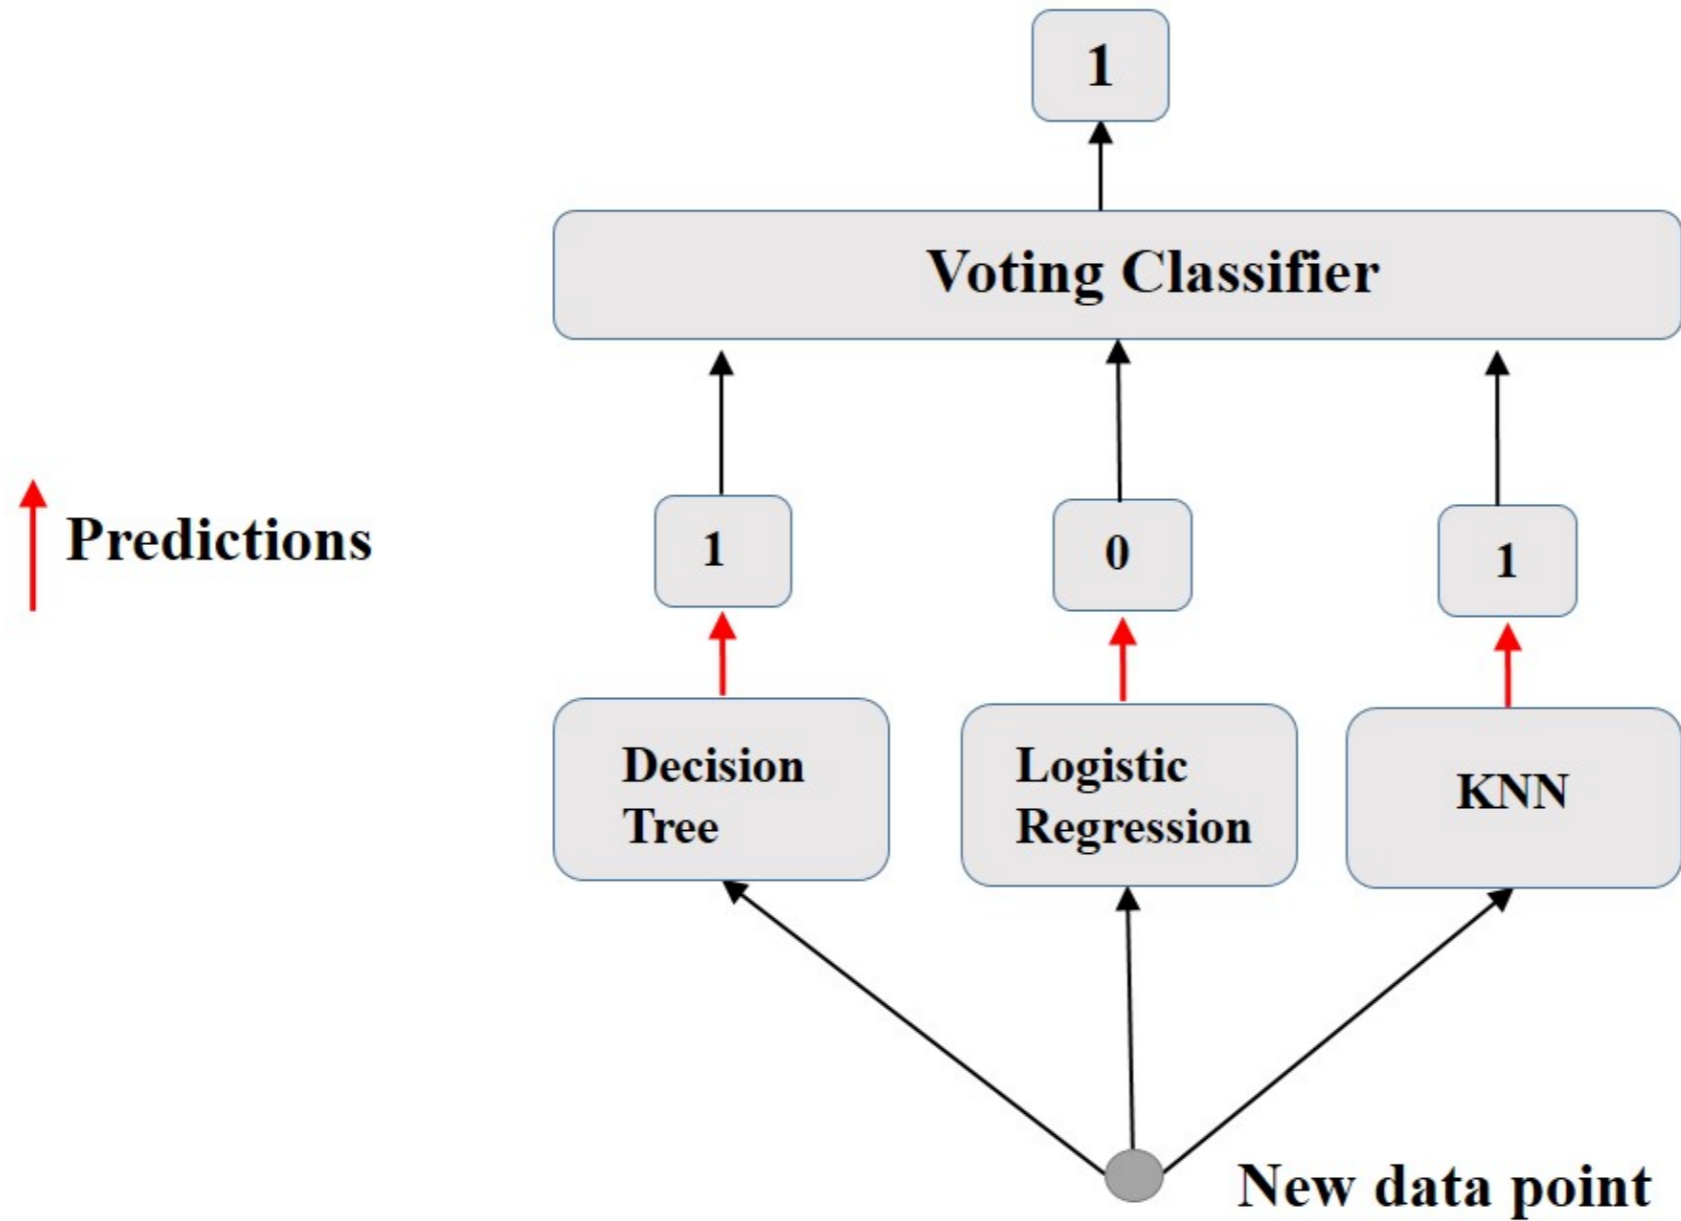 1
Voting Classifier
Predictions
1
0
1
Decision
Tree
Logistic
Regression
KNN
New data point